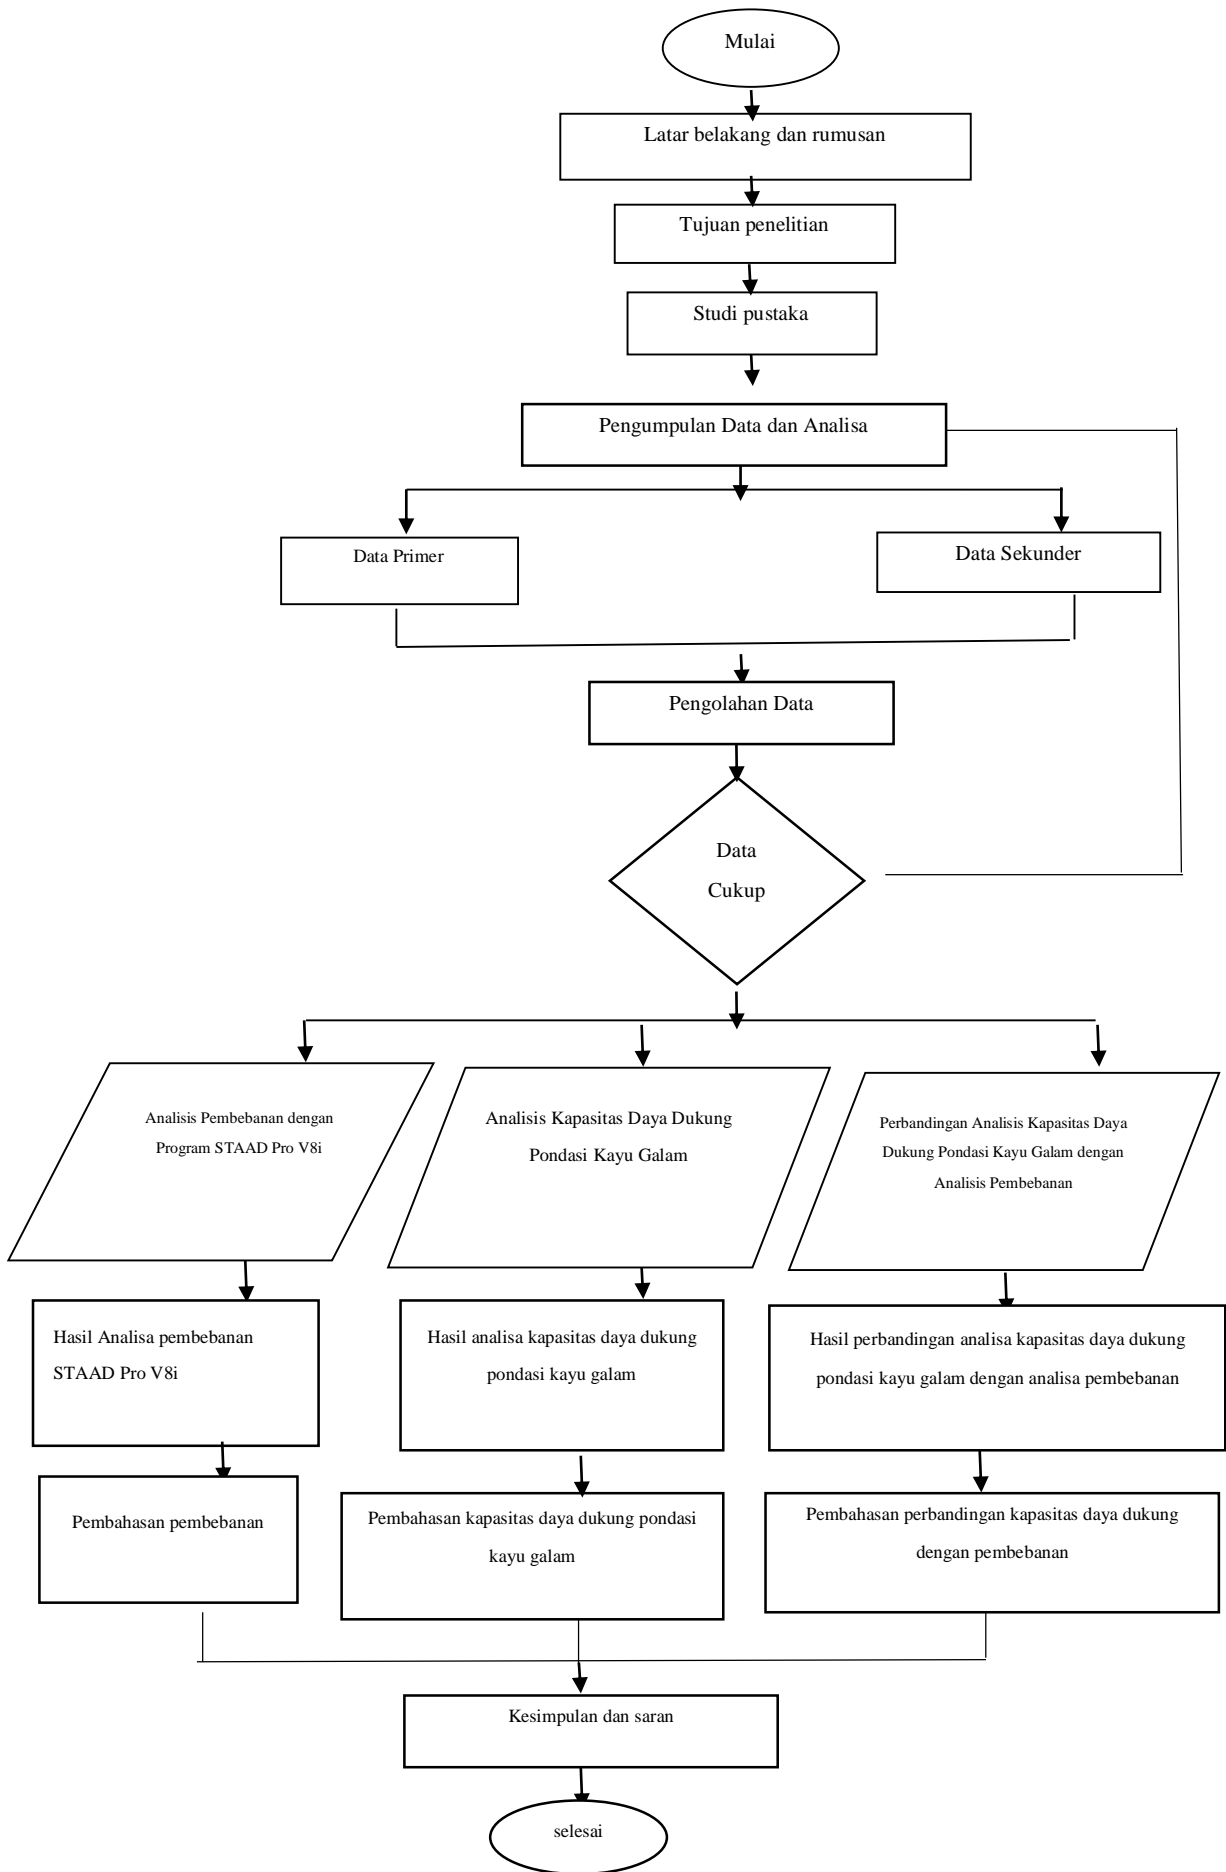 Mulai
Latar belakang dan rumusan
Tujuan penelitian
Studi pustaka
Pengumpulan Data dan Analisa
Data Primer
Data Sekunder
Pengolahan Data
Data
Cukup
Analisis Pembebanan dengan
Program STAAD Pro V8i
Analisis Kapasitas Daya Dukung
Pondasi Kayu Galam
Perbandingan Analisis Kapasitas Daya
Dukung Pondasi Kayu Galam dengan
Analisis Pembebanan
Hasil Analisa pembebanan
STAAD Pro V8i
Hasil analisa kapasitas daya dukung
pondasi kayu galam
Hasil perbandingan analisa kapasitas daya dukung
pondasi kayu galam dengan analisa pembebanan
Pembahasan pembebanan
Pembahasan kapasitas daya dukung pondasi
kayu galam
Pembahasan perbandingan kapasitas daya dukung
dengan pembebanan
Kesimpulan dan saran
selesai